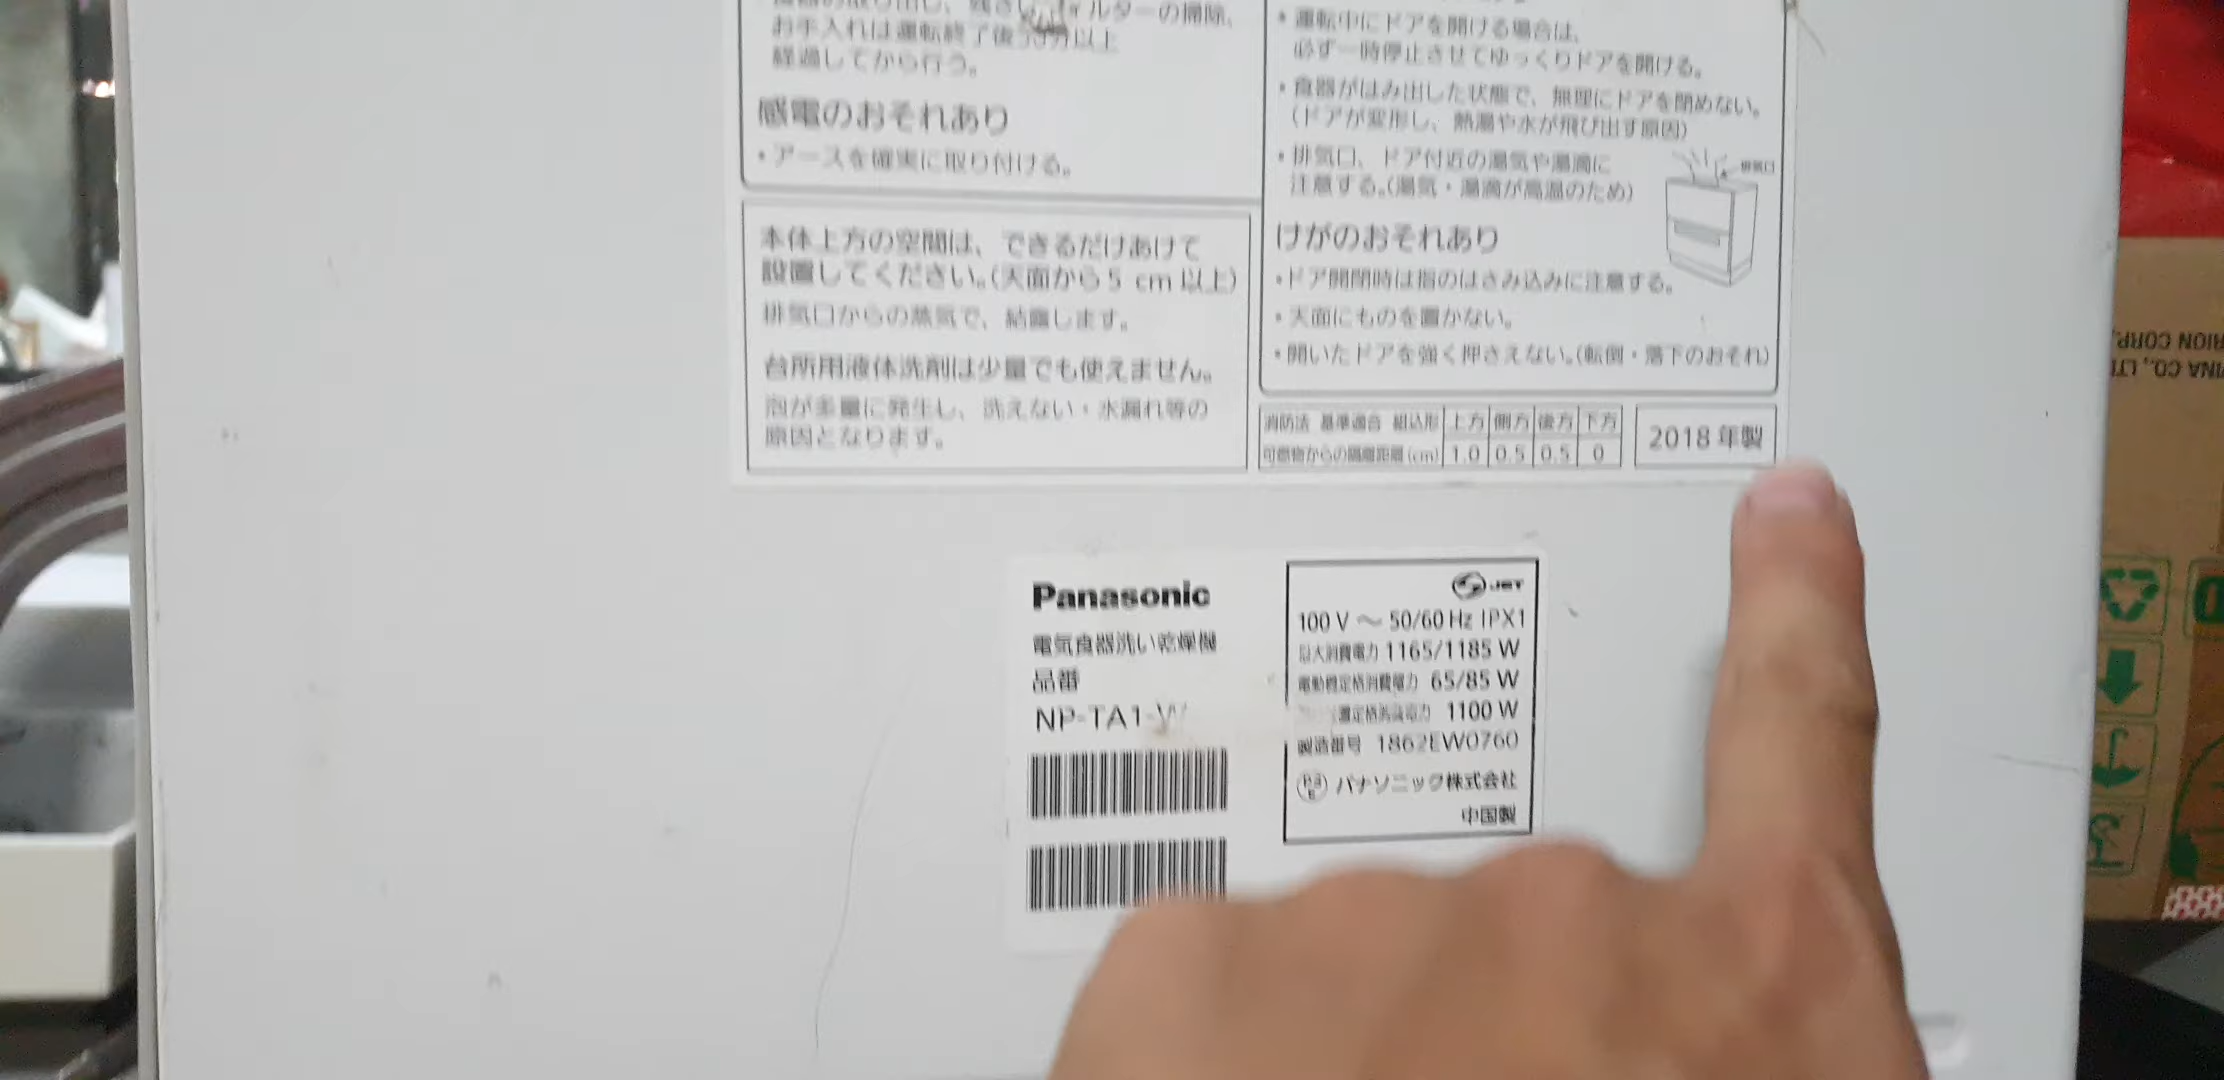 お手入れは運転終了後30分以上
経過してから行う。
感電のおそれあり
・アースを確実に取り付ける。
本体上方の空間は、できるだけあけて
設置してください。(天面から5 cm 以上)
排気口からの蒸気で、結露します。
台所用液体洗剤は少量でも使えません。
泡が多量に発生し、洗えない・水漏れ等の
原因となります。
・運転中にドアを開ける場合は、
必ず一時停止させてゆっくりドアを開ける。
・食器がはみ出した状態で、無理にドアを閉めない。
(ドアが変形し、熱湯や水が飛び出す原因)
・排気口、ドア付近の湯気や湯滴に
注意する。(湯気・湯滴が高温のため)
排気口
けがのおそれあり
・ドア開閉時は指のはさみ込みに注意する。
・天面にものを置かない。
・開いたドアを強く押さえない。(転倒・落下のおそれ)
消防法 基準適合 組込形 上方 側方 後方 下方
可燃物からの隔離距離(cm) 1.0 0.5 0.5 0
2018 年製
Panasonic
電気食器洗い乾燥機
品番
NP-TA1-W
JET
100 V ～ 50/60 Hz IPX1
最大消費電力 1165/1185 W
電動機定格消費電力 65/85 W
定格消費電力 1100 W
製造番号 1862EW0760
パナソニック株式会社
中国製
RION CORP.
INA CO., LT